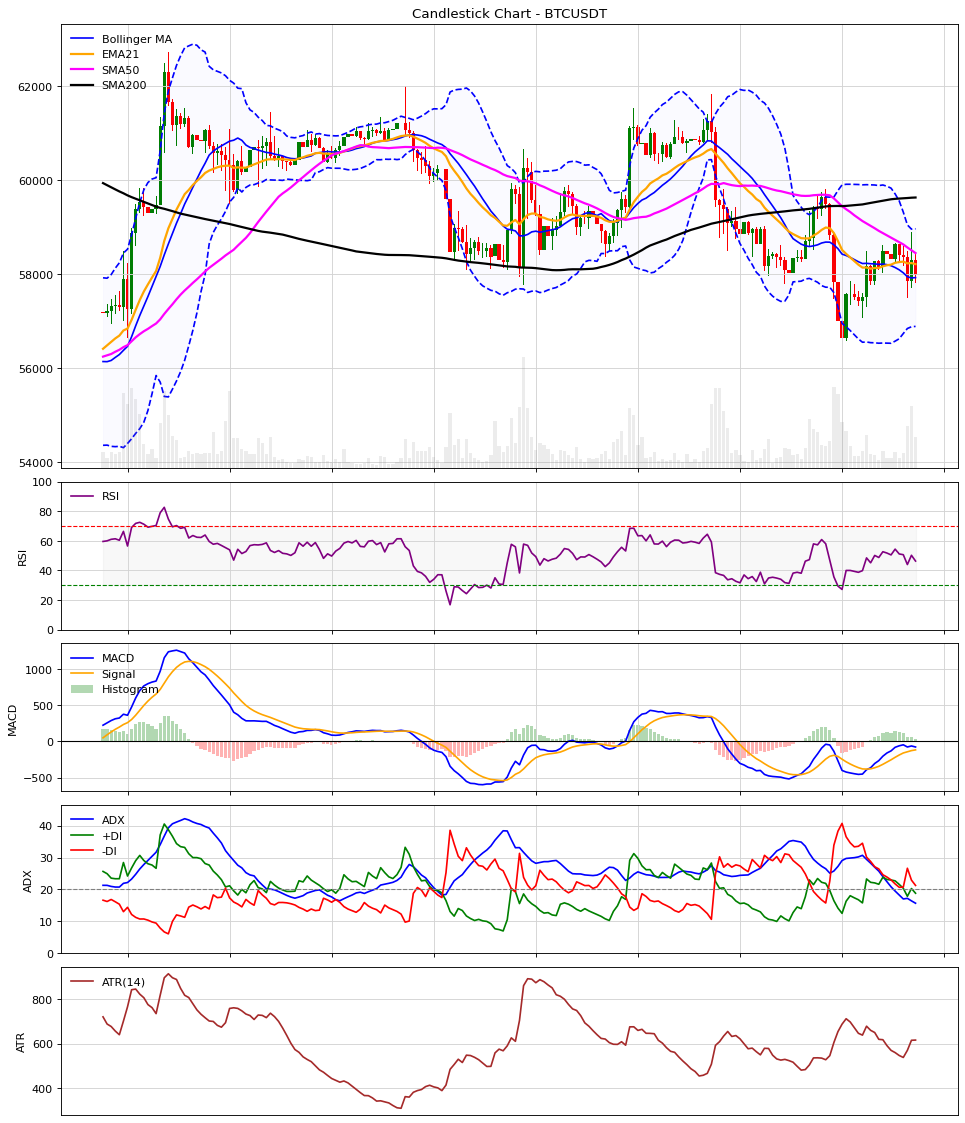 Candlestick Chart - BTCUSDT
Bollinger MA
EMA21
SMA50
SMA200
62000
60000
58000
56000
54000
RSI
RSI
100
80
60
40
20
0
MACD
Signal
Histogram
MACD
1000
500
0
−500
ADX
+DI
-DI
ADX
40
30
20
10
0
ATR(14)
ATR
800
600
400